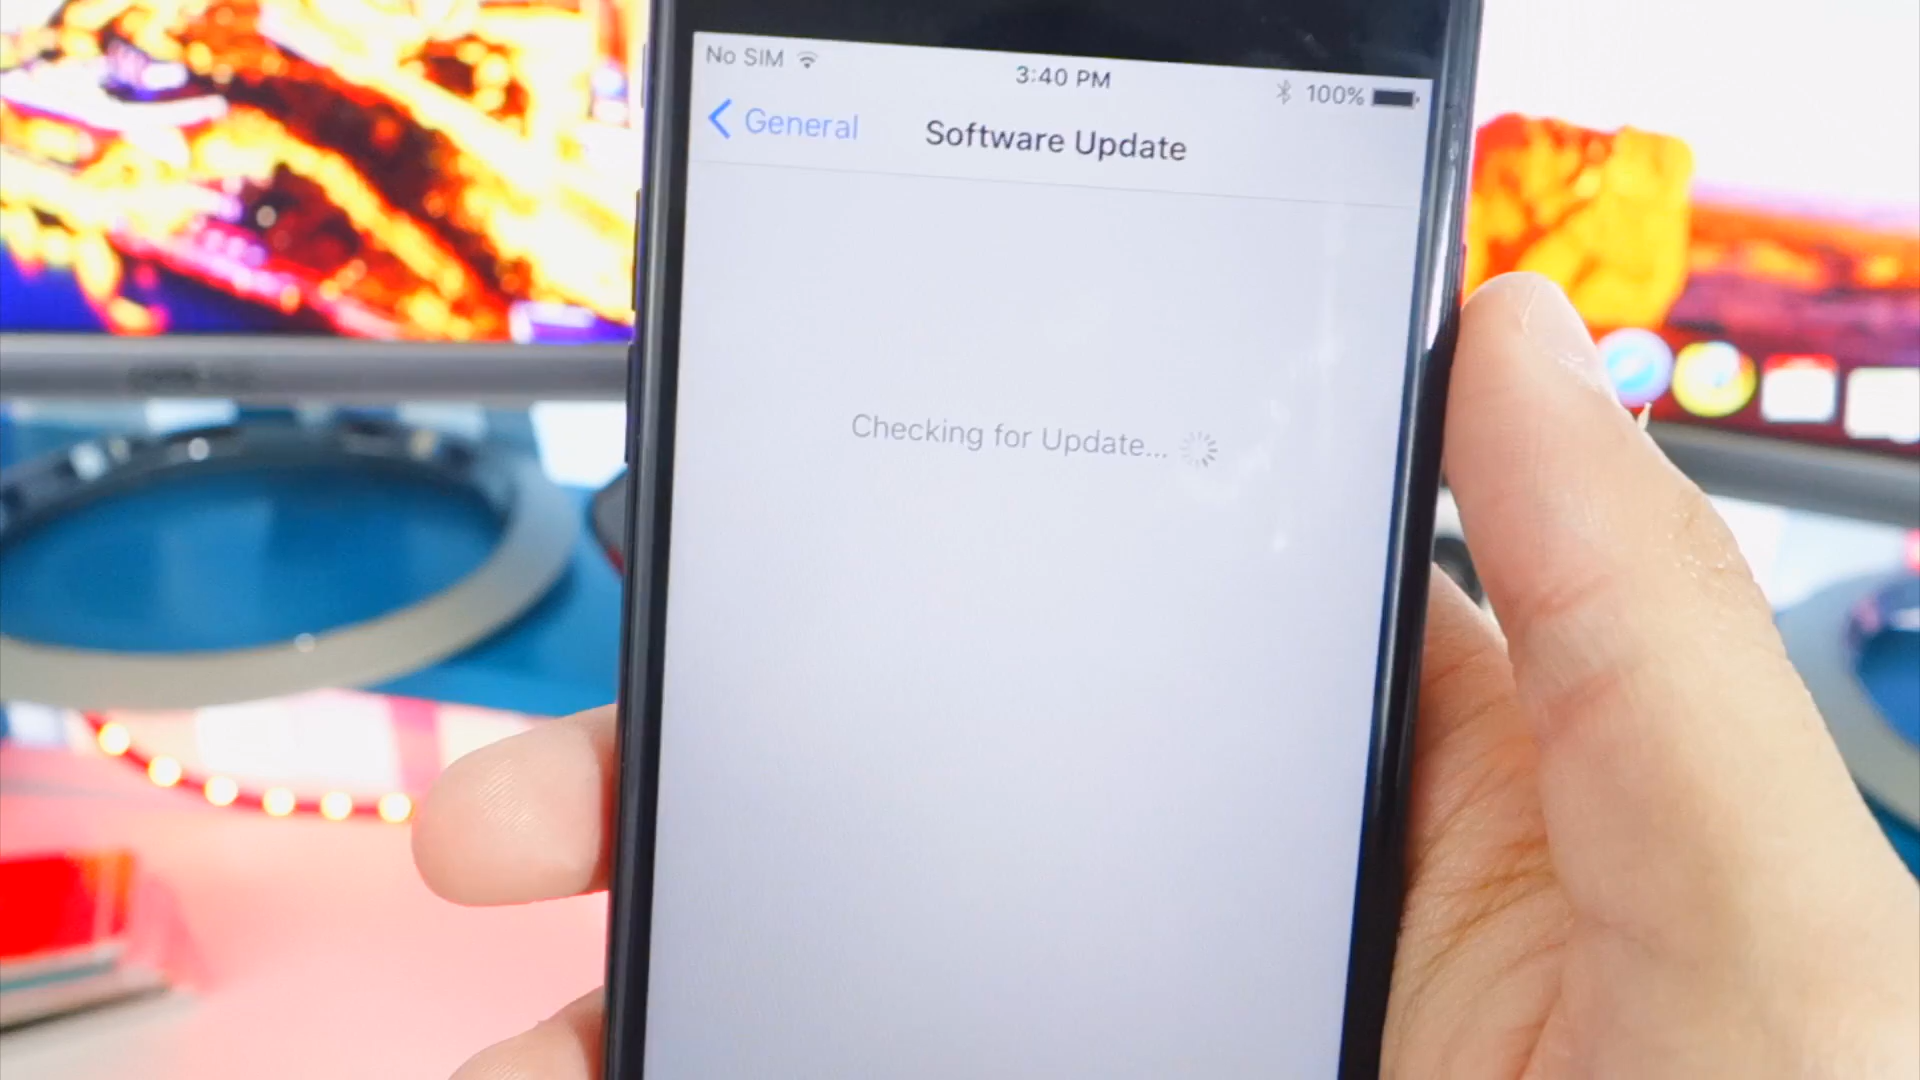 No SIM
3:40 PM
100%
General
Software Update
Checking for Update...